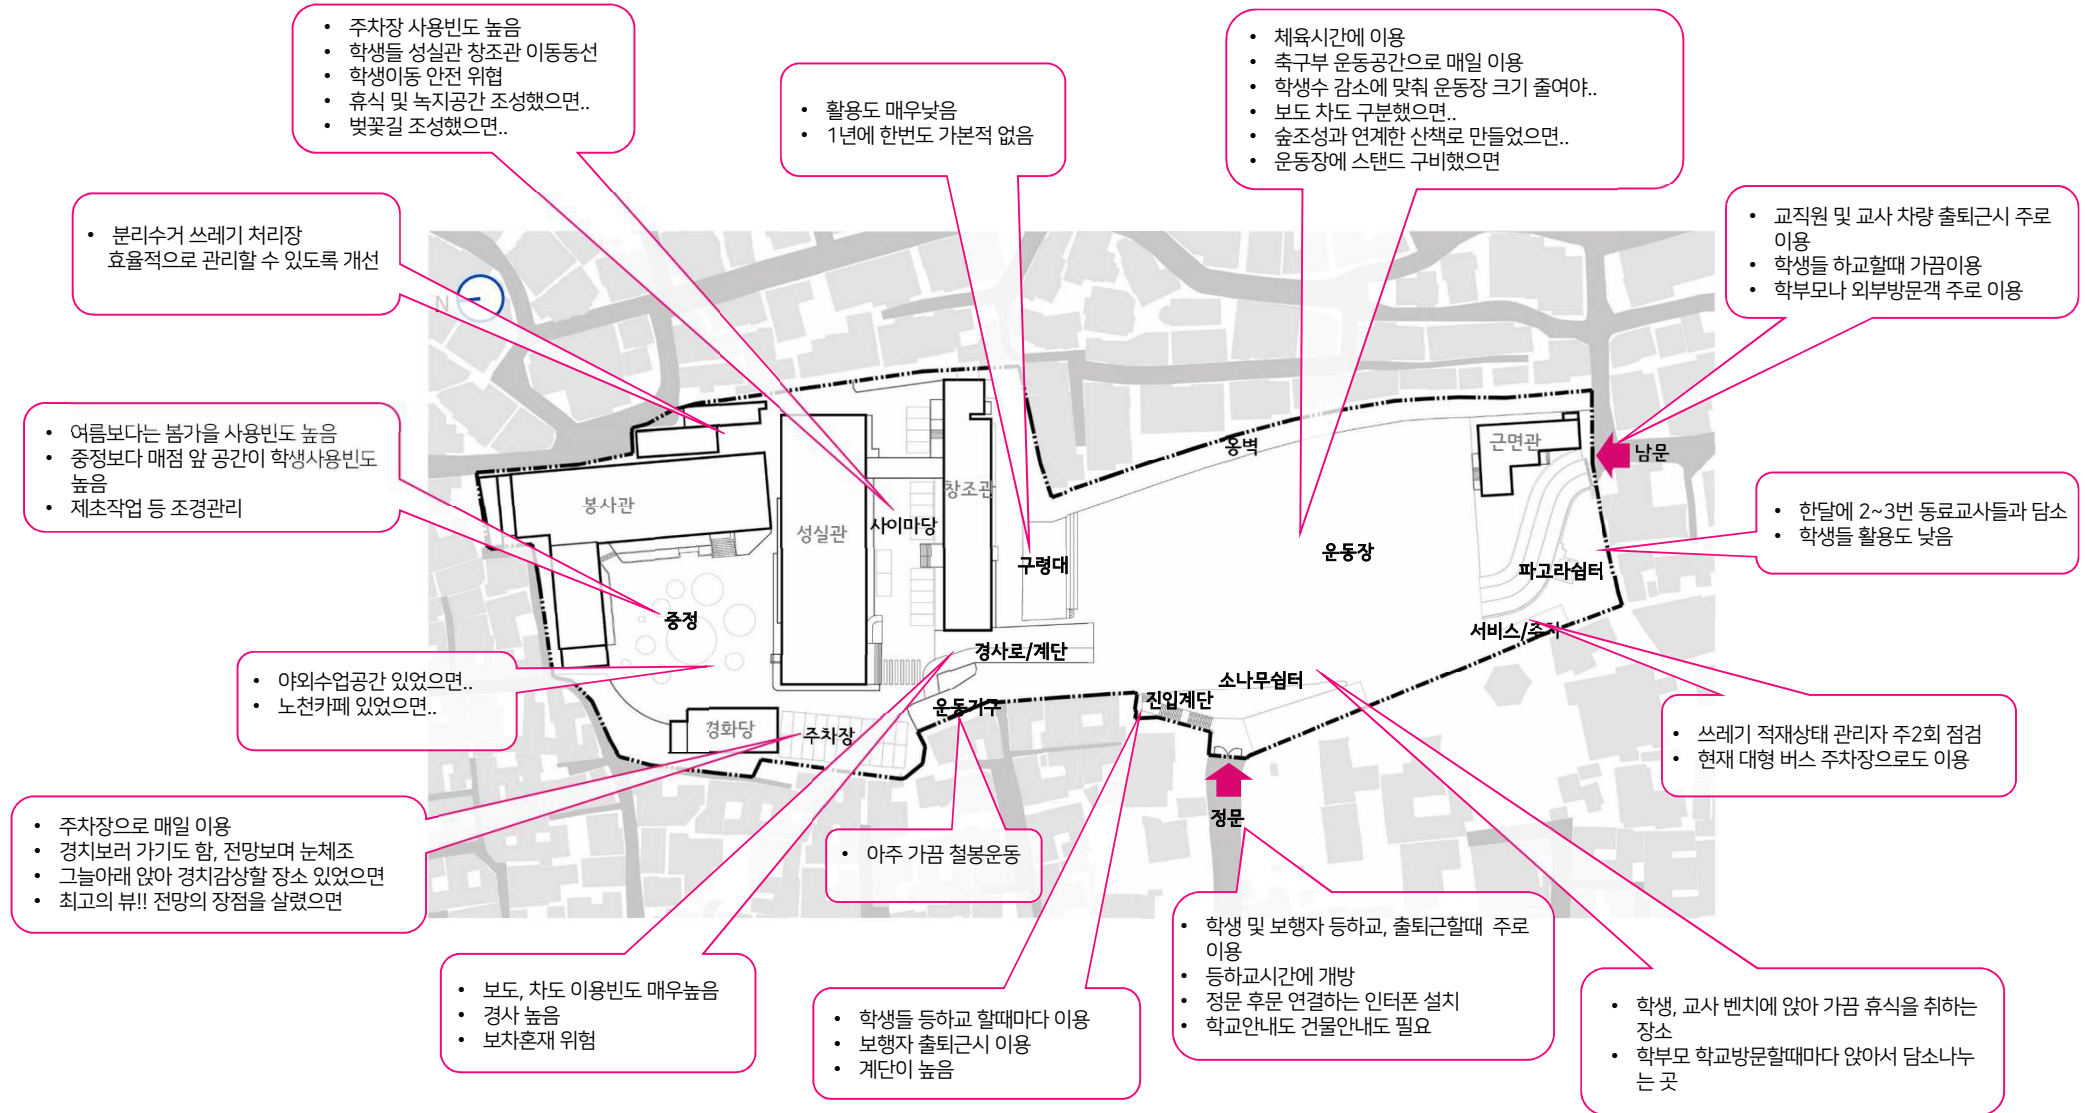 • 주차장 사용빈도 높음
• 학생들 성실관 창조관 이동동선
• 학생이동 안전 위협
• 휴식 및 녹지공간 조성했으면..
• 벚꽃길 조성했으면..
• 활용도 매우낮음
• 1년에 한번도 가본적 없음
• 체육시간에 이용
• 축구부 운동공간으로 매일 이용
• 학생수 감소에 맞춰 운동장 크기 줄여야..
• 보도 차도 구분했으면..
• 숲조성과 연계한 산책로 만들었으면..
• 운동장에 스탠드 구비했으면
• 교직원 및 교사 차량 출퇴근시 주로
이용
• 학생들 하교할때 가끔이용
• 학부모나 외부방문객 주로 이용
• 분리수거 쓰레기 처리장
효율적으로 관리할 수 있도록 개선
N
• 여름보다는 봄가을 사용빈도 높음
• 중정보다 매점 앞 공간이 학생사용빈도
높음
• 제초작업 등 조경관리
봉사관
성실관
사이마당
창조관
구령대
옹벽
운동장
근면관
남문
파고라쉼터
• 한달에 2~3번 동료교사들과 담소
• 학생들 활용도 낮음
중정
서비스/주차
경사로/계단
소나무쉼터
진입계단
운동기구
경화당
주차장
정문
• 야외수업공간 있었으면..
• 노천카페 있었으면..
• 쓰레기 적재상태 관리자 주2회 점검
• 현재 대형 버스 주차장으로도 이용
• 주차장으로 매일 이용
• 경치보러 가기도 함, 전망보며 눈체조
• 그늘아래 앉아 경치감상할 장소 있었으면
• 최고의 뷰!! 전망의 장점을 살렸으면
• 아주 가끔 철봉운동
• 보도, 차도 이용빈도 매우높음
• 경사 높음
• 보차혼재 위험
• 학생들 등하교 할때마다 이용
• 보행자 출퇴근시 이용
• 계단이 높음
• 학생 및 보행자 등하교, 출퇴근할때 주로
이용
• 등하교시간에 개방
• 정문 후문 연결하는 인터폰 설치
• 학교안내도 건물안내도 필요
• 학생, 교사 벤치에 앉아 가끔 휴식을 취하는
장소
• 학부모 학교방문할때마다 앉아서 담소나누
는 곳